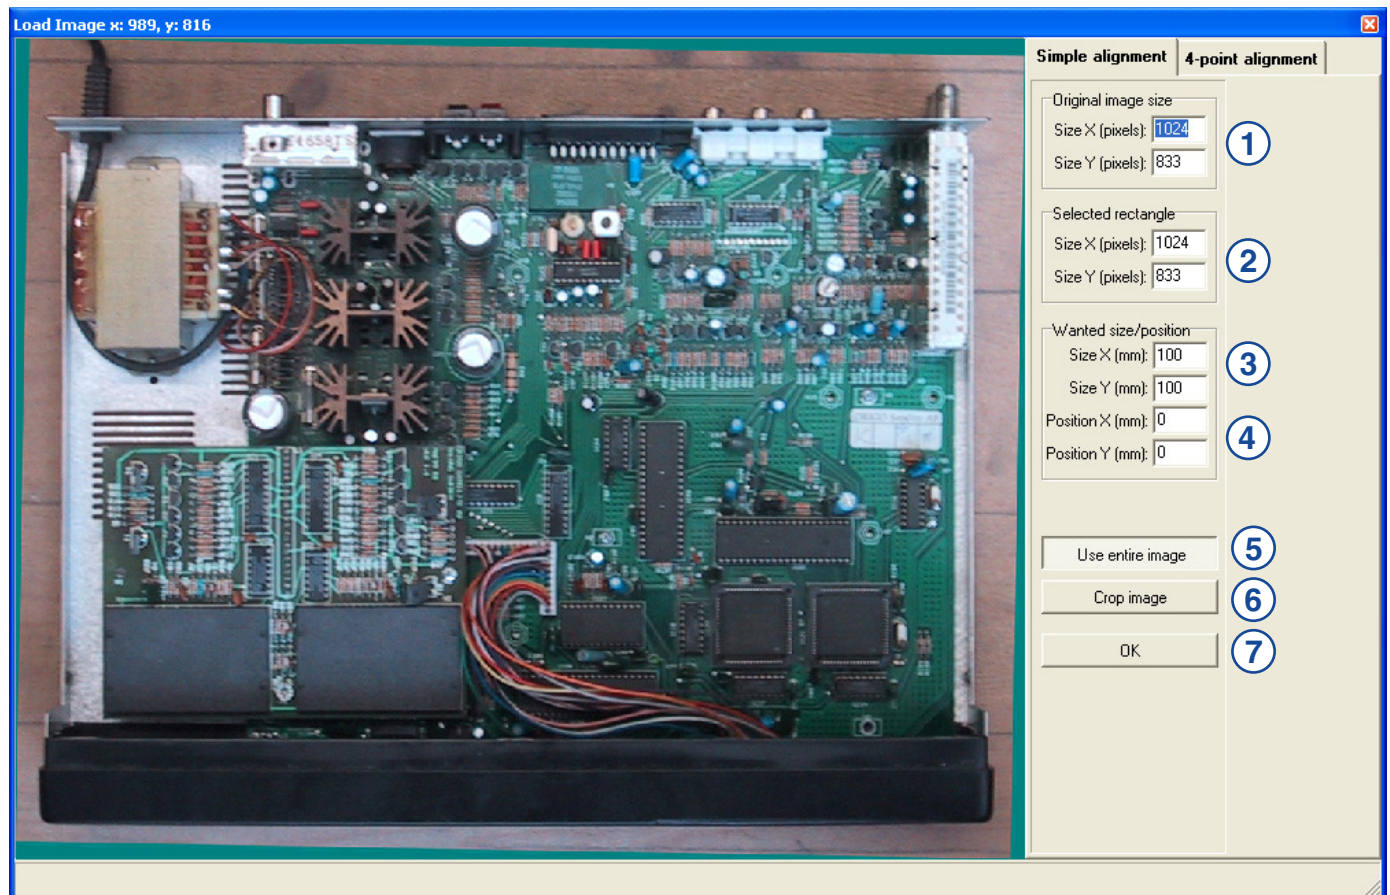 Load Image x: 989, y: 816
Simple alignment
4-point alignment
Original image size
Size X (pixels): 1024
Size Y (pixels): 833
1
Selected rectangle
Size X (pixels): 1024
Size Y (pixels): 833
2
Wanted size/position
Size X (mm): 100
Size Y (mm): 100
3
Position X (mm): 0
Position Y (mm): 0
4
Use entire image
5
Crop image
6
OK
7